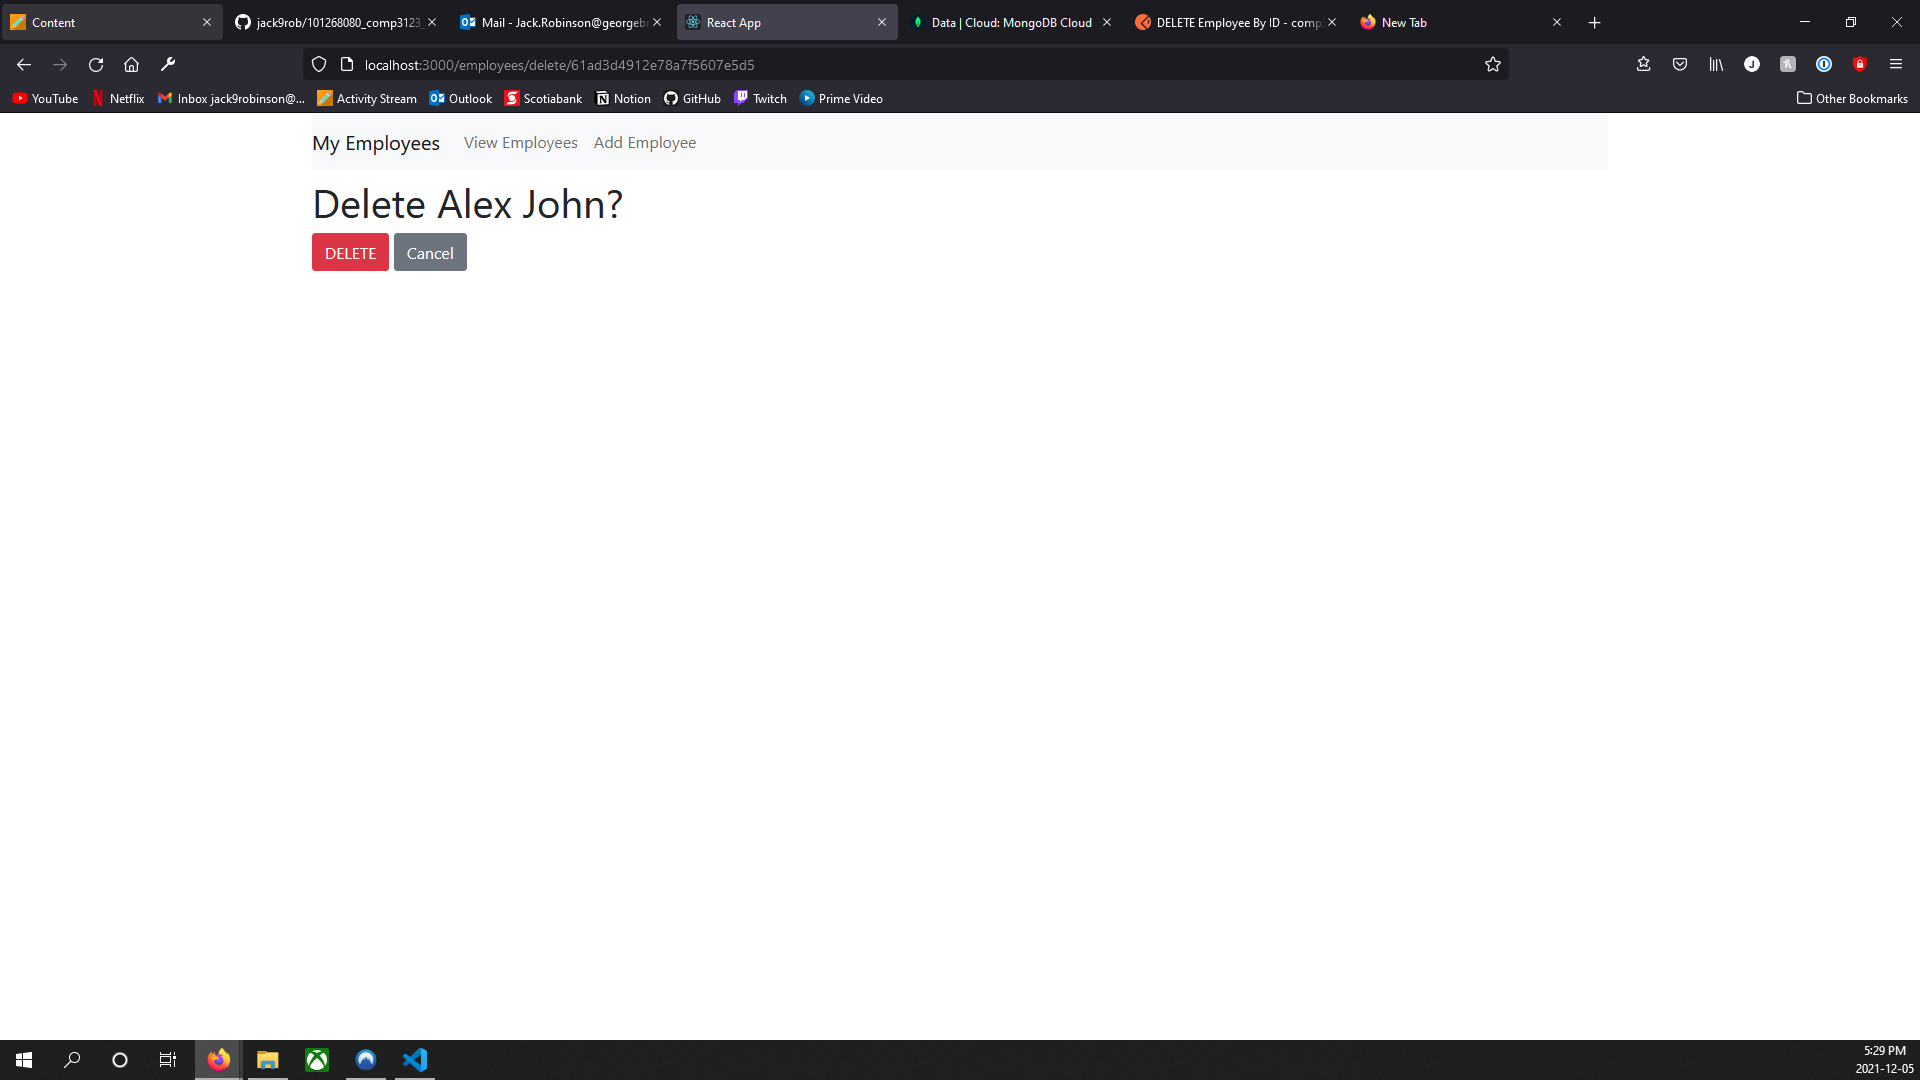 Content
jack9rob/101268080_comp3123_
Mail - Jack.Robinson@georgebr
React App
Data | Cloud: MongoDB Cloud
DELETE Employee By ID - comp
New Tab
localhost:3000/employees/delete/61ad3d4912e78a7f5607e5d5
YouTube
Netflix
Inbox jack9robinson@...
Activity Stream
Outlook
Scotiabank
Notion
GitHub
Twitch
Prime Video
Other Bookmarks
My Employees
View Employees
Add Employee
Delete Alex John?
DELETE
Cancel
5:29 PM
2021-12-05